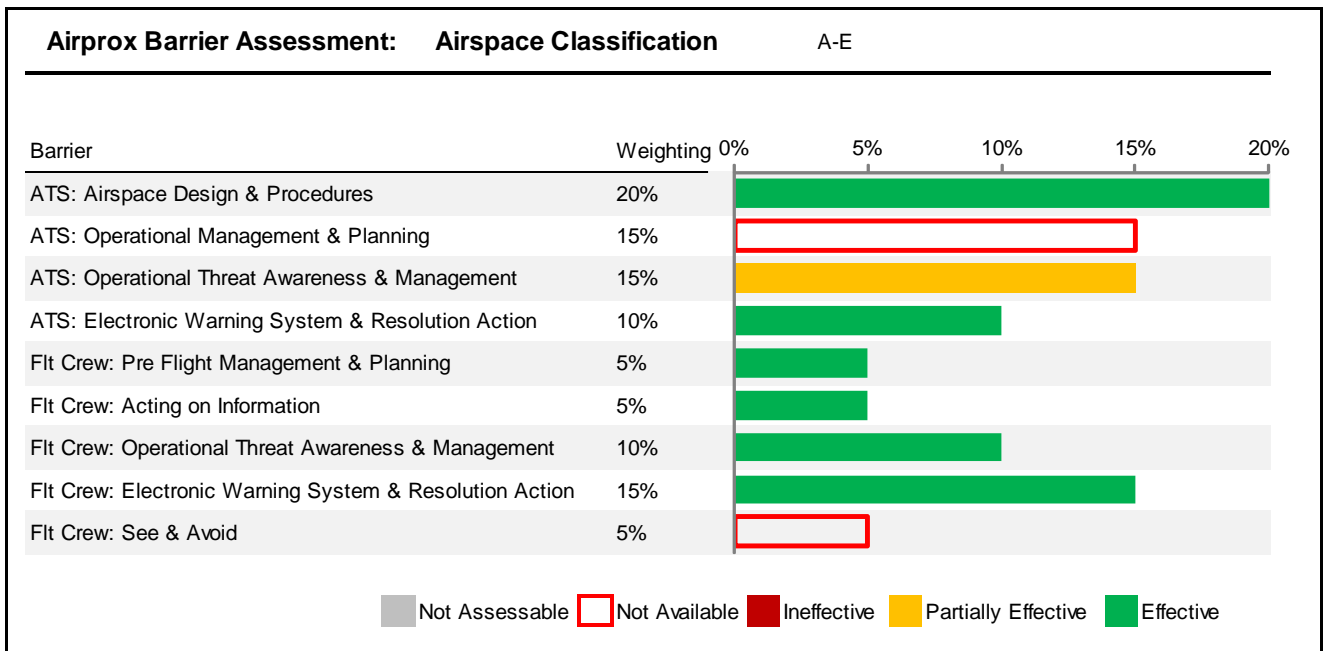 Airprox Barrier Assessment: Airspace Classification A-E
Barrier Weighting 0% 5% 10% 15% 20%
ATS: Airspace Design & Procedures 20%
ATS: Operational Management & Planning 15%
ATS: Operational Threat Awareness & Management 15%
ATS: Electronic Warning System & Resolution Action 10%
Flt Crew: Pre Flight Management & Planning 5%
Flt Crew: Acting on Information 5%
Flt Crew: Operational Threat Awareness & Management 10%
Flt Crew: Electronic Warning System & Resolution Action 15%
Flt Crew: See & Avoid 5%
Not Assessable Not Available Ineffective Partially Effective Effective